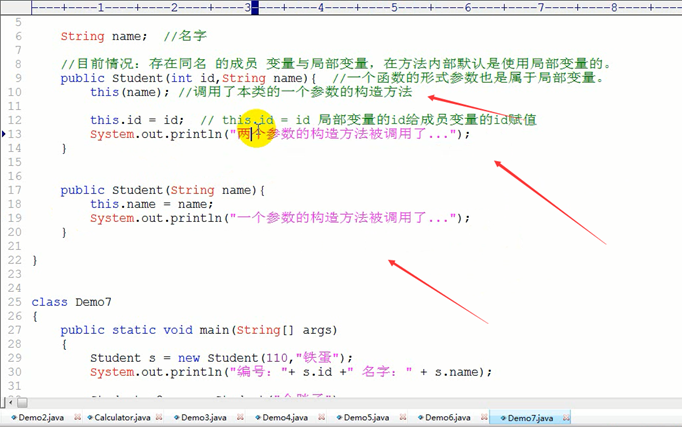 ----+----1----+----2----+----3----+----4----+----5----+----6----+----7----+----8----
5
6 String name;  //名字
7
8 //目前情况：存在同名 的成员 变量与局部变量，在方法内部默认是使用局部变量的。
9 public Student(int id,String name){  //一个函数的形式参数也是属于局部变量。
10 this(name); //调用了本类的一个参数的构造方法
11
12 this.id = id;  // this.id = id 局部变量的id给成员变量的id赋值
13 System.out.println("两个参数的构造方法被调用了...");
14 }
15
16
17 public Student(String name){
18 this.name = name;
19 System.out.println("一个参数的构造方法被调用了...");
20 }
21
22 }
23
24
25 class Demo7
26 {
27 public static void main(String[] args)
28 {
29 Student s = new Student(110,"铁蛋");
30 System.out.println("编号："+ s.id +" 名字：" + s.name);
31
Demo2.java Calculator.java Demo3.java Demo4.java Demo5.java Demo6.java Demo7.java